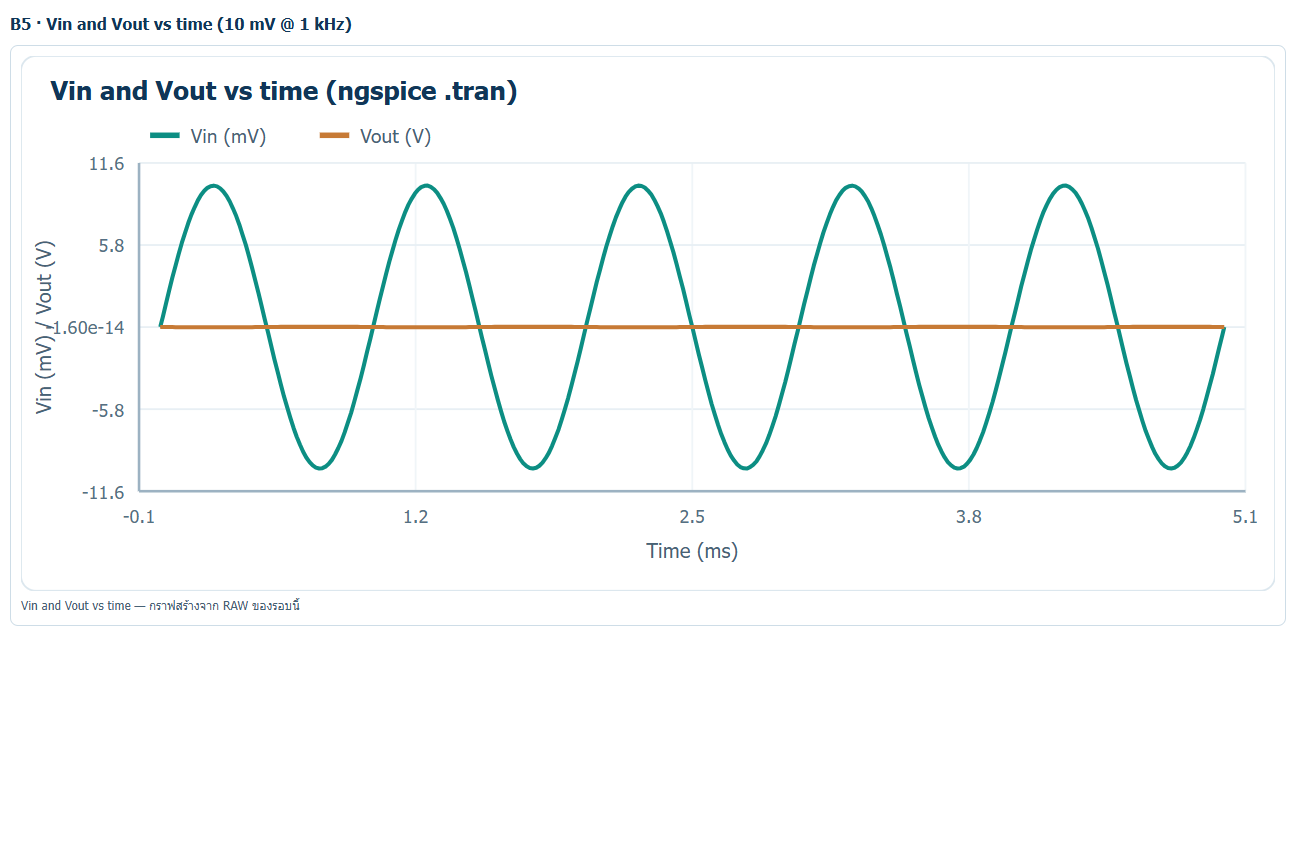 B5 · Vin and Vout vs time (10 mV @ 1 kHz)
Vin and Vout vs time (ngspice .tran)
Vin (mV)
Vout (V)
11.6
5.8
-1.60e-14
-5.8
-11.6
Vin (mV) / Vout (V)
-0.1
1.2
2.5
3.8
5.1
Time (ms)
Vin and Vout vs time — กราฟสร้างจาก RAW ของรอบนี้